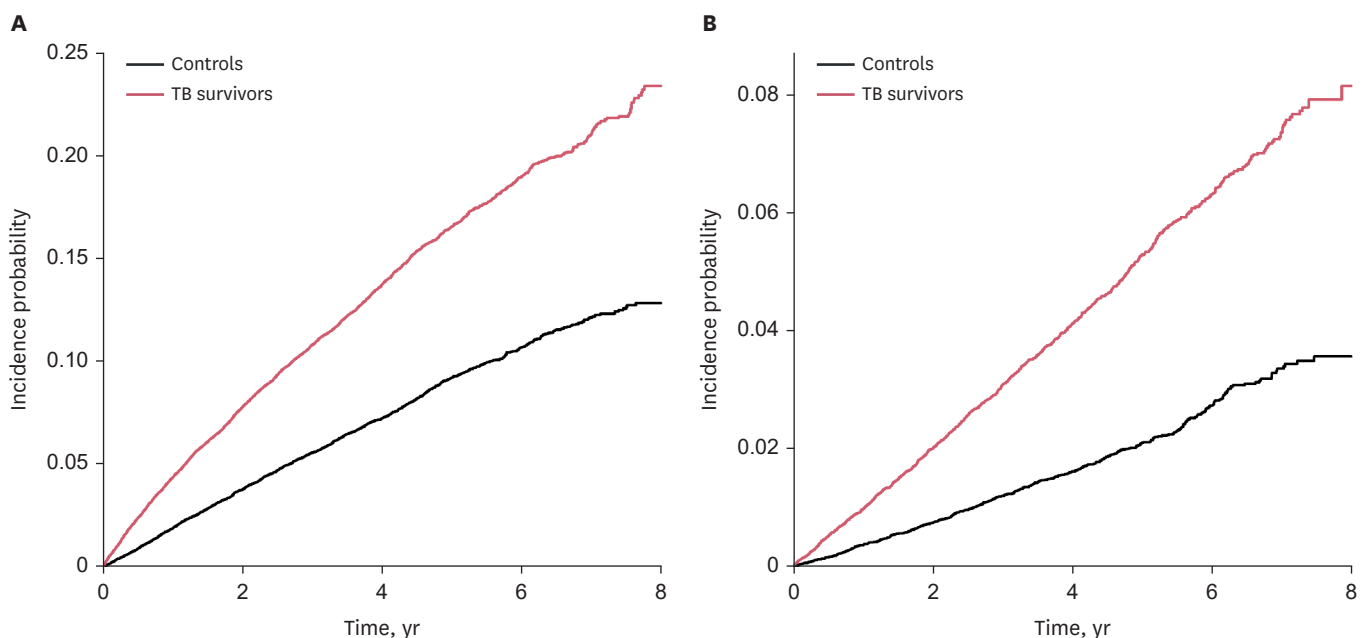 A
0.25
0.20
0.15
0.10
0.05
0
Incidence probability
Controls
TB survivors
0
2
4
6
8
Time, yr
B
0.08
0.06
0.04
0.02
0
Incidence probability
Controls
TB survivors
0
2
4
6
8
Time, yr